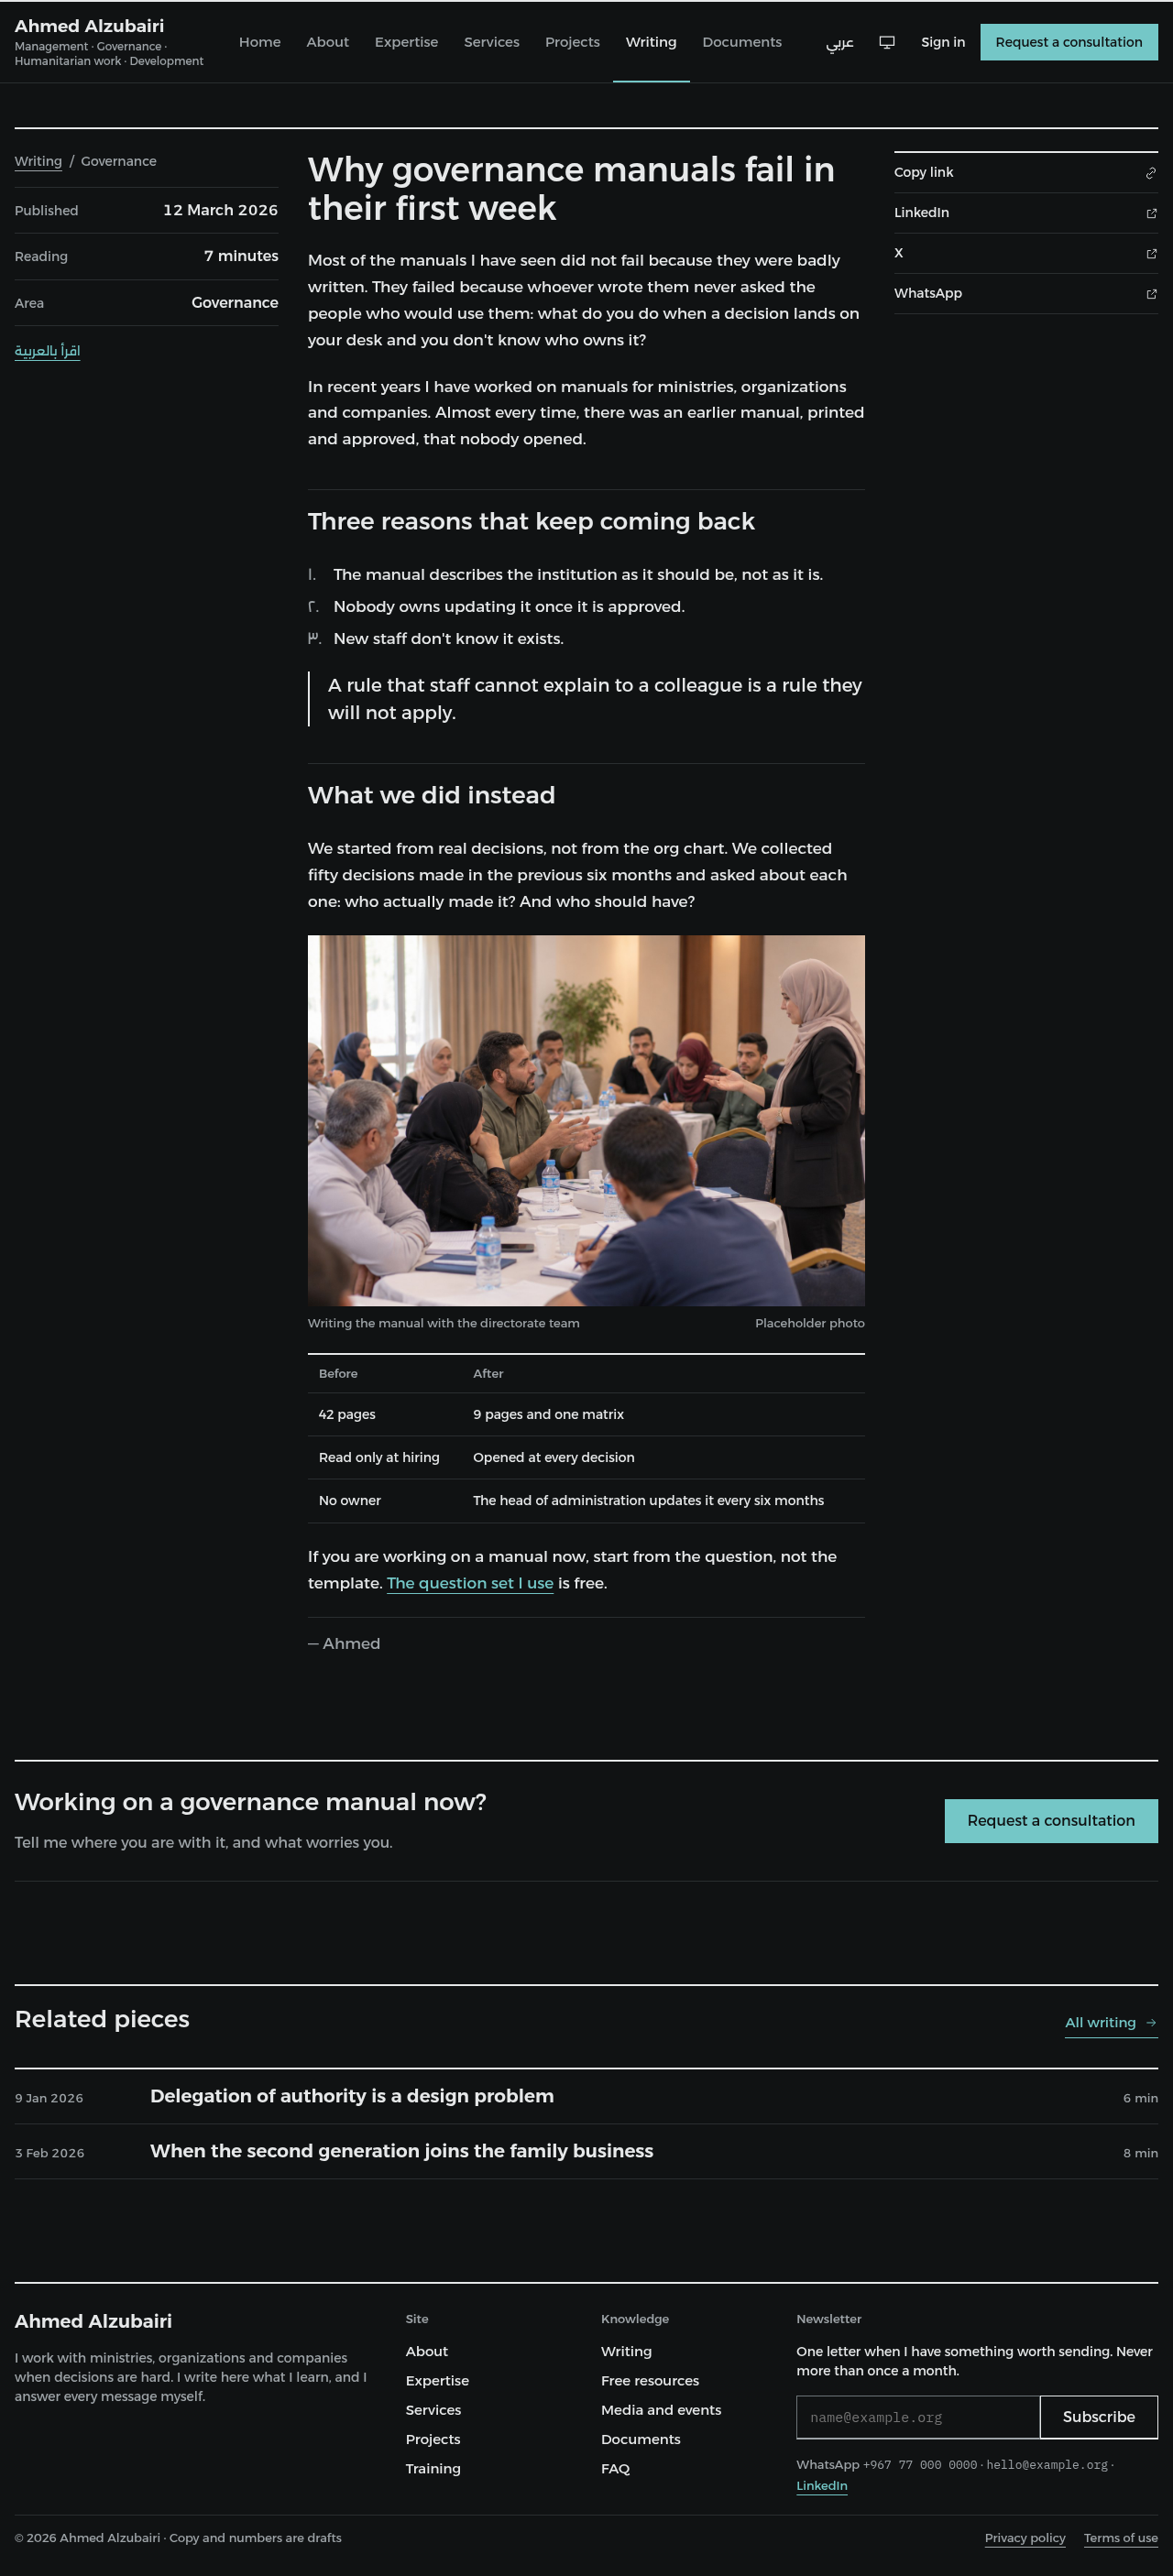 Ahmed Alzubairi
Management · Governance ·
Humanitarian work · Development
Home
About
Expertise
Services
Projects
Writing
Documents
عربي
Sign in
Request a consultation
Writing / Governance
Published 12 March 2026
Reading 7 minutes
Area Governance
اقرأ بالعربية
Why governance manuals fail in
their first week
Most of the manuals I have seen did not fail because they were badly
written. They failed because whoever wrote them never asked the
people who would use them: what do you do when a decision lands on
your desk and you don't know who owns it?
In recent years I have worked on manuals for ministries, organizations
and companies. Almost every time, there was an earlier manual, printed
and approved, that nobody opened.
Three reasons that keep coming back
١. The manual describes the institution as it should be, not as it is.
٢. Nobody owns updating it once it is approved.
٣. New staff don't know it exists.
A rule that staff cannot explain to a colleague is a rule they
will not apply.
What we did instead
We started from real decisions, not from the org chart. We collected
fifty decisions made in the previous six months and asked about each
one: who actually made it? And who should have?
Writing the manual with the directorate team
Placeholder photo
Before After
42 pages 9 pages and one matrix
Read only at hiring Opened at every decision
No owner The head of administration updates it every six months
If you are working on a manual now, start from the question, not the
template. The question set I use is free.
— Ahmed
Copy link
LinkedIn
X
WhatsApp
Working on a governance manual now?
Tell me where you are with it, and what worries you.
Request a consultation
Related pieces
All writing →
9 Jan 2026 Delegation of authority is a design problem 6 min
3 Feb 2026 When the second generation joins the family business 8 min
Ahmed Alzubairi
I work with ministries, organizations and companies
when decisions are hard. I write here what I learn, and I
answer every message myself.
Site
About
Expertise
Services
Projects
Training
Knowledge
Writing
Free resources
Media and events
Documents
FAQ
Newsletter
One letter when I have something worth sending. Never
more than once a month.
name@example.org
Subscribe
WhatsApp +967 77 000 0000 · hello@example.org ·
LinkedIn
© 2026 Ahmed Alzubairi · Copy and numbers are drafts
Privacy policy
Terms of use